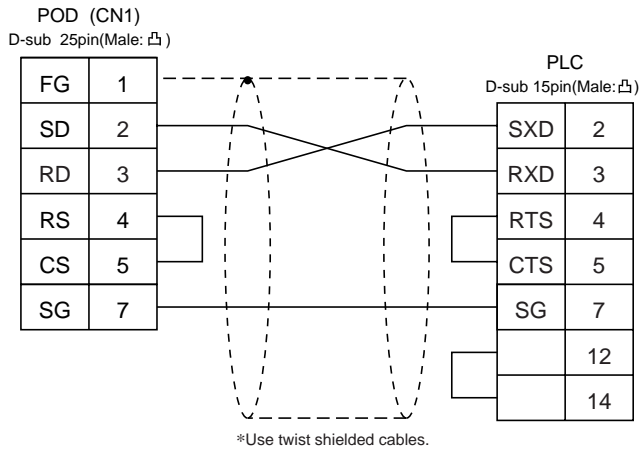 POD (CN1)
D-sub 25pin(Male: 凸)
PLC
D-sub 15pin(Male: 凸)
FG 1
SD 2
RD 3
RS 4
CS 5
SG 7
SXD 2
RXD 3
RTS 4
CTS 5
SG 7
12
14
*Use twist shielded cables.